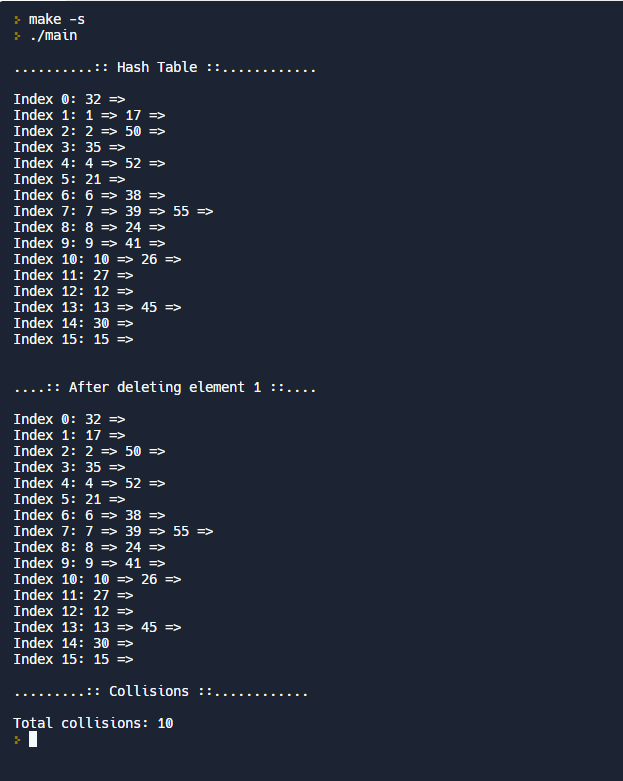 make -s
./main
..........:: Hash Table ::............
Index 0: 32 =>
Index 1: 1 => 17 =>
Index 2: 2 => 50 =>
Index 3: 35 =>
Index 4: 4 => 52 =>
Index 5: 21 =>
Index 6: 6 => 38 =>
Index 7: 7 => 39 => 55 =>
Index 8: 8 => 24 =>
Index 9: 9 => 41 =>
Index 10: 10 => 26 =>
Index 11: 27 =>
Index 12: 12 =>
Index 13: 13 => 45 =>
Index 14: 30 =>
Index 15: 15 =>
....:: After deleting element 1 ::....
Index 0: 32 =>
Index 1: 17 =>
Index 2: 2 => 50 =>
Index 3: 35 =>
Index 4: 4 => 52 =>
Index 5: 21 =>
Index 6: 6 => 38 =>
Index 7: 7 => 39 => 55 =>
Index 8: 8 => 24 =>
Index 9: 9 => 41 =>
Index 10: 10 => 26 =>
Index 11: 27 =>
Index 12: 12 =>
Index 13: 13 => 45 =>
Index 14: 30 =>
Index 15: 15 =>
.........:: Collisions ::............
Total collisions: 10